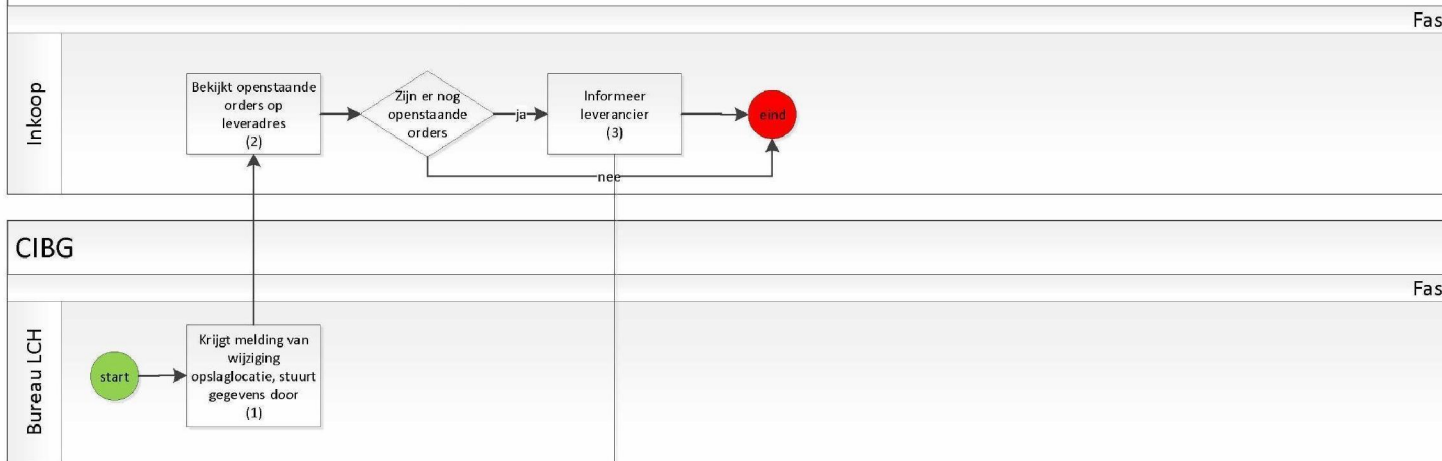 Fas
Inkoop
Bekijkt openstaande
orders op
leveradres
(2)
Zijn er nog
openstaande
orders
ja
Informeer
leverancier
(3)
eind
nee
CIBG
Fas
Bureau LCH
start
Krijgt melding van
wijziging
opslaglocatie, stuurt
gegevens door
(1)